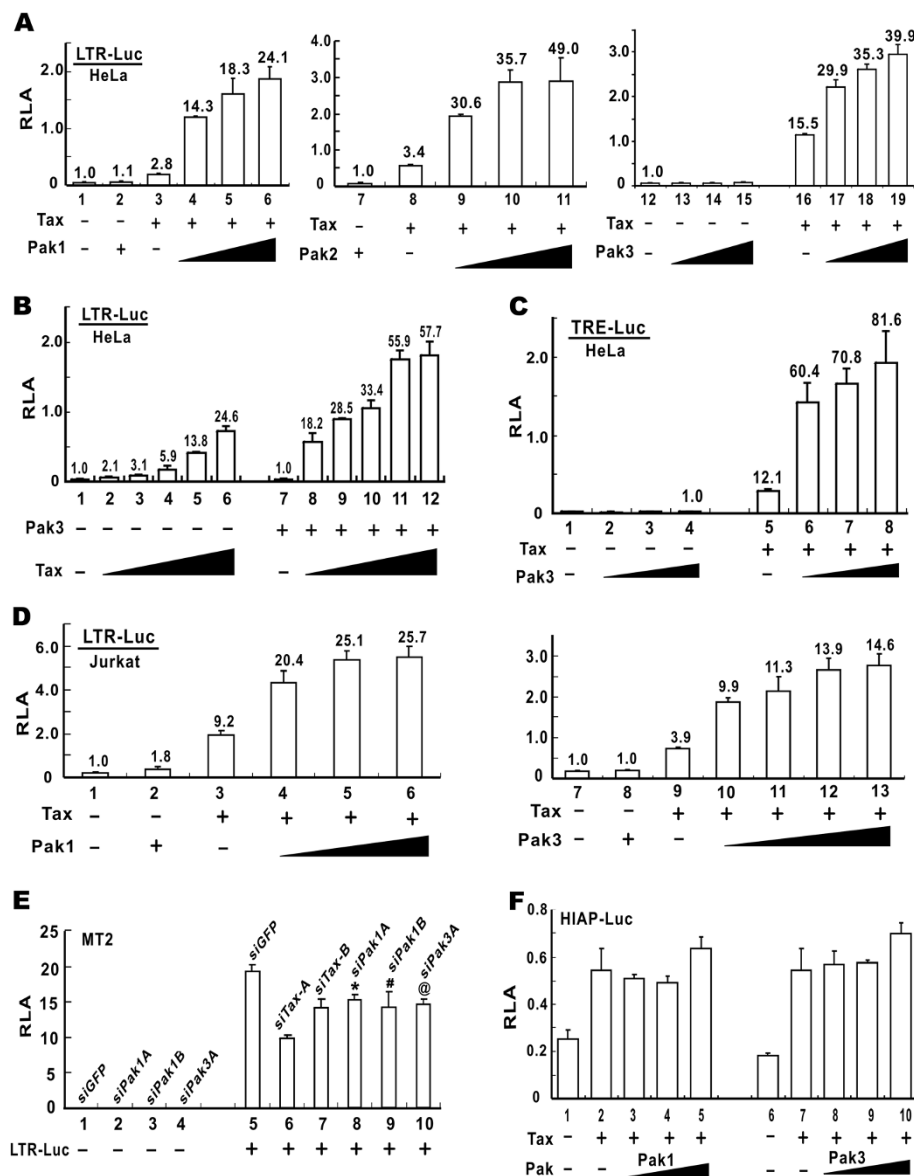 A
LTR-Luc
HeLa
RLA
2.0
1.0
0
1.0
1.1
2.8
14.3
18.3
24.1
1 2 3 4 5 6
Tax – – + + + +
Pak1 – + –
4.0
3.0
2.0
1.0
0
1.0
3.4
30.6
35.7
49.0
7 8 9 10 11
Tax – + + + +
Pak2 + –
3.0
2.0
1.0
0
1.0
15.5
29.9
35.3
39.9
12 13 14 15 16 17 18 19
Tax – – – – + + + +
Pak3 – –
B
LTR-Luc
HeLa
RLA
2.0
1.0
0
1.0
2.1
3.1
5.9
13.8
24.6
1.0
18.2
28.5
33.4
55.9
57.7
1 2 3 4 5 6 7 8 9 10 11 12
Pak3 – – – – – – + + + + + +
Tax – –
C
TRE-Luc
HeLa
RLA
2.0
1.0
0
1.0
12.1
60.4
70.8
81.6
1 2 3 4 5 6 7 8
Tax – – – – + + + +
Pak3 – –
D
LTR-Luc
Jurkat
RLA
6.0
4.0
2.0
0
1.0
1.8
9.2
20.4
25.1
25.7
1 2 3 4 5 6
Tax – – + + + +
Pak1 – + –
3.0
2.0
1.0
0
1.0
1.0
3.9
9.9
11.3
13.9
14.6
7 8 9 10 11 12 13
Tax – – + + + + +
Pak3 – + –
E
MT2
RLA
25
20
15
10
5
0
siGFP
siPak1A
siPak1B
siPak3A
siGFP
siTax-A
siTax-B
* siPak1A
# siPak1B
@ siPak3A
1 2 3 4 5 6 7 8 9 10
LTR-Luc – – – – + + + + + +
F
HIAP-Luc
RLA
0.8
0.6
0.4
0.2
0
1 2 3 4 5 6 7 8 9 10
Tax – + + + + – + + + +
Pak – – Pak1 – – Pak3